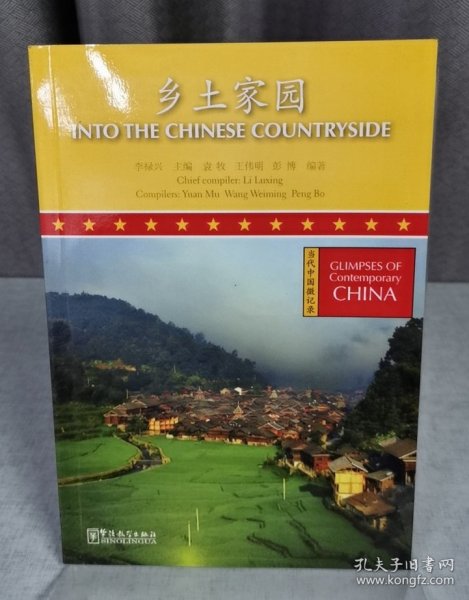 乡土家园
INTO THE CHINESE COUNTRYSIDE
李禄兴 主编 袁牧 王伟明 彭博 编著
Chief compiler: Li Luxing
Compilers: Yuan Mu Wang Weiming Peng Bo
当代中国微记录
GLIMPSES OF
Contemporary
CHINA
华语教学出版社
SINOLINGUA
孔夫子旧书网
www.kongfz.com